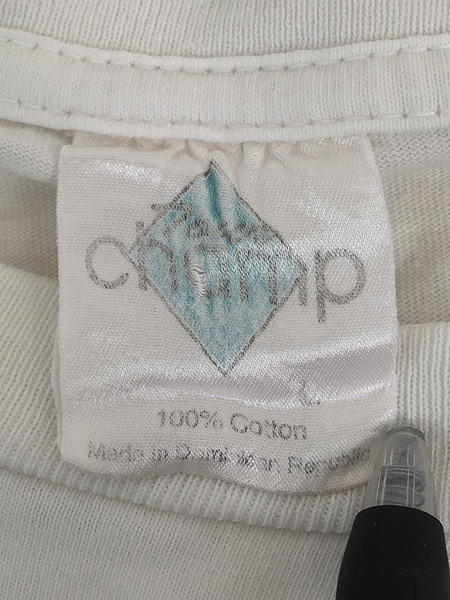 champ
L
100% Cotton
Made in Dominican Republic